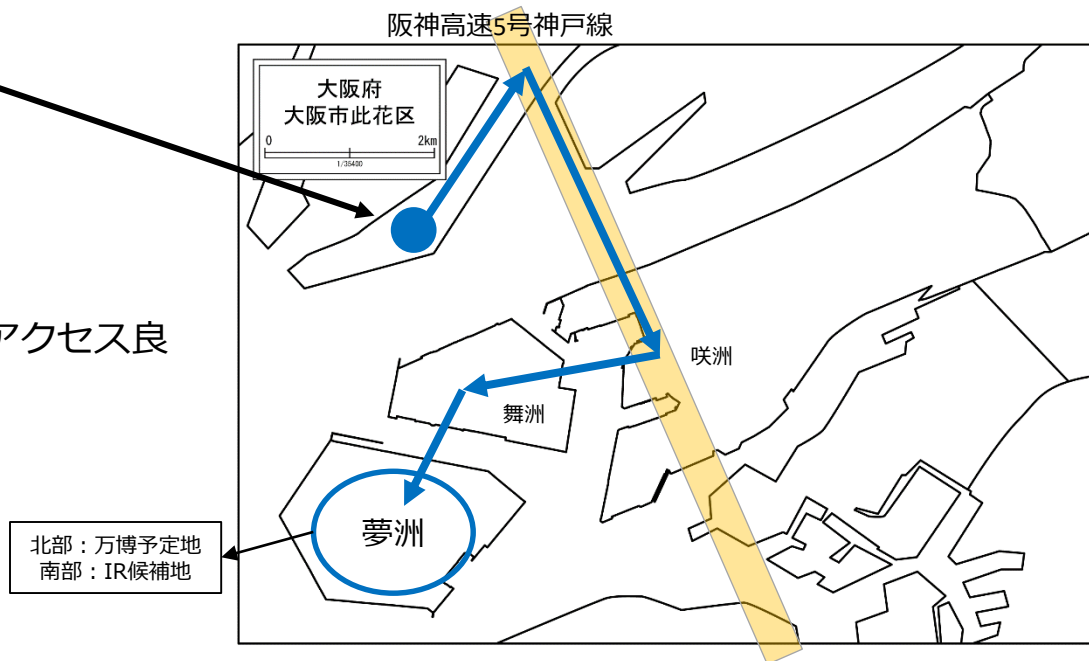 阪神高速5号神戸線
大阪府
大阪市此花区
0 2km
1/36400
アクセス良
咲洲
舞洲
夢洲
北部：万博予定地
南部：IR候補地